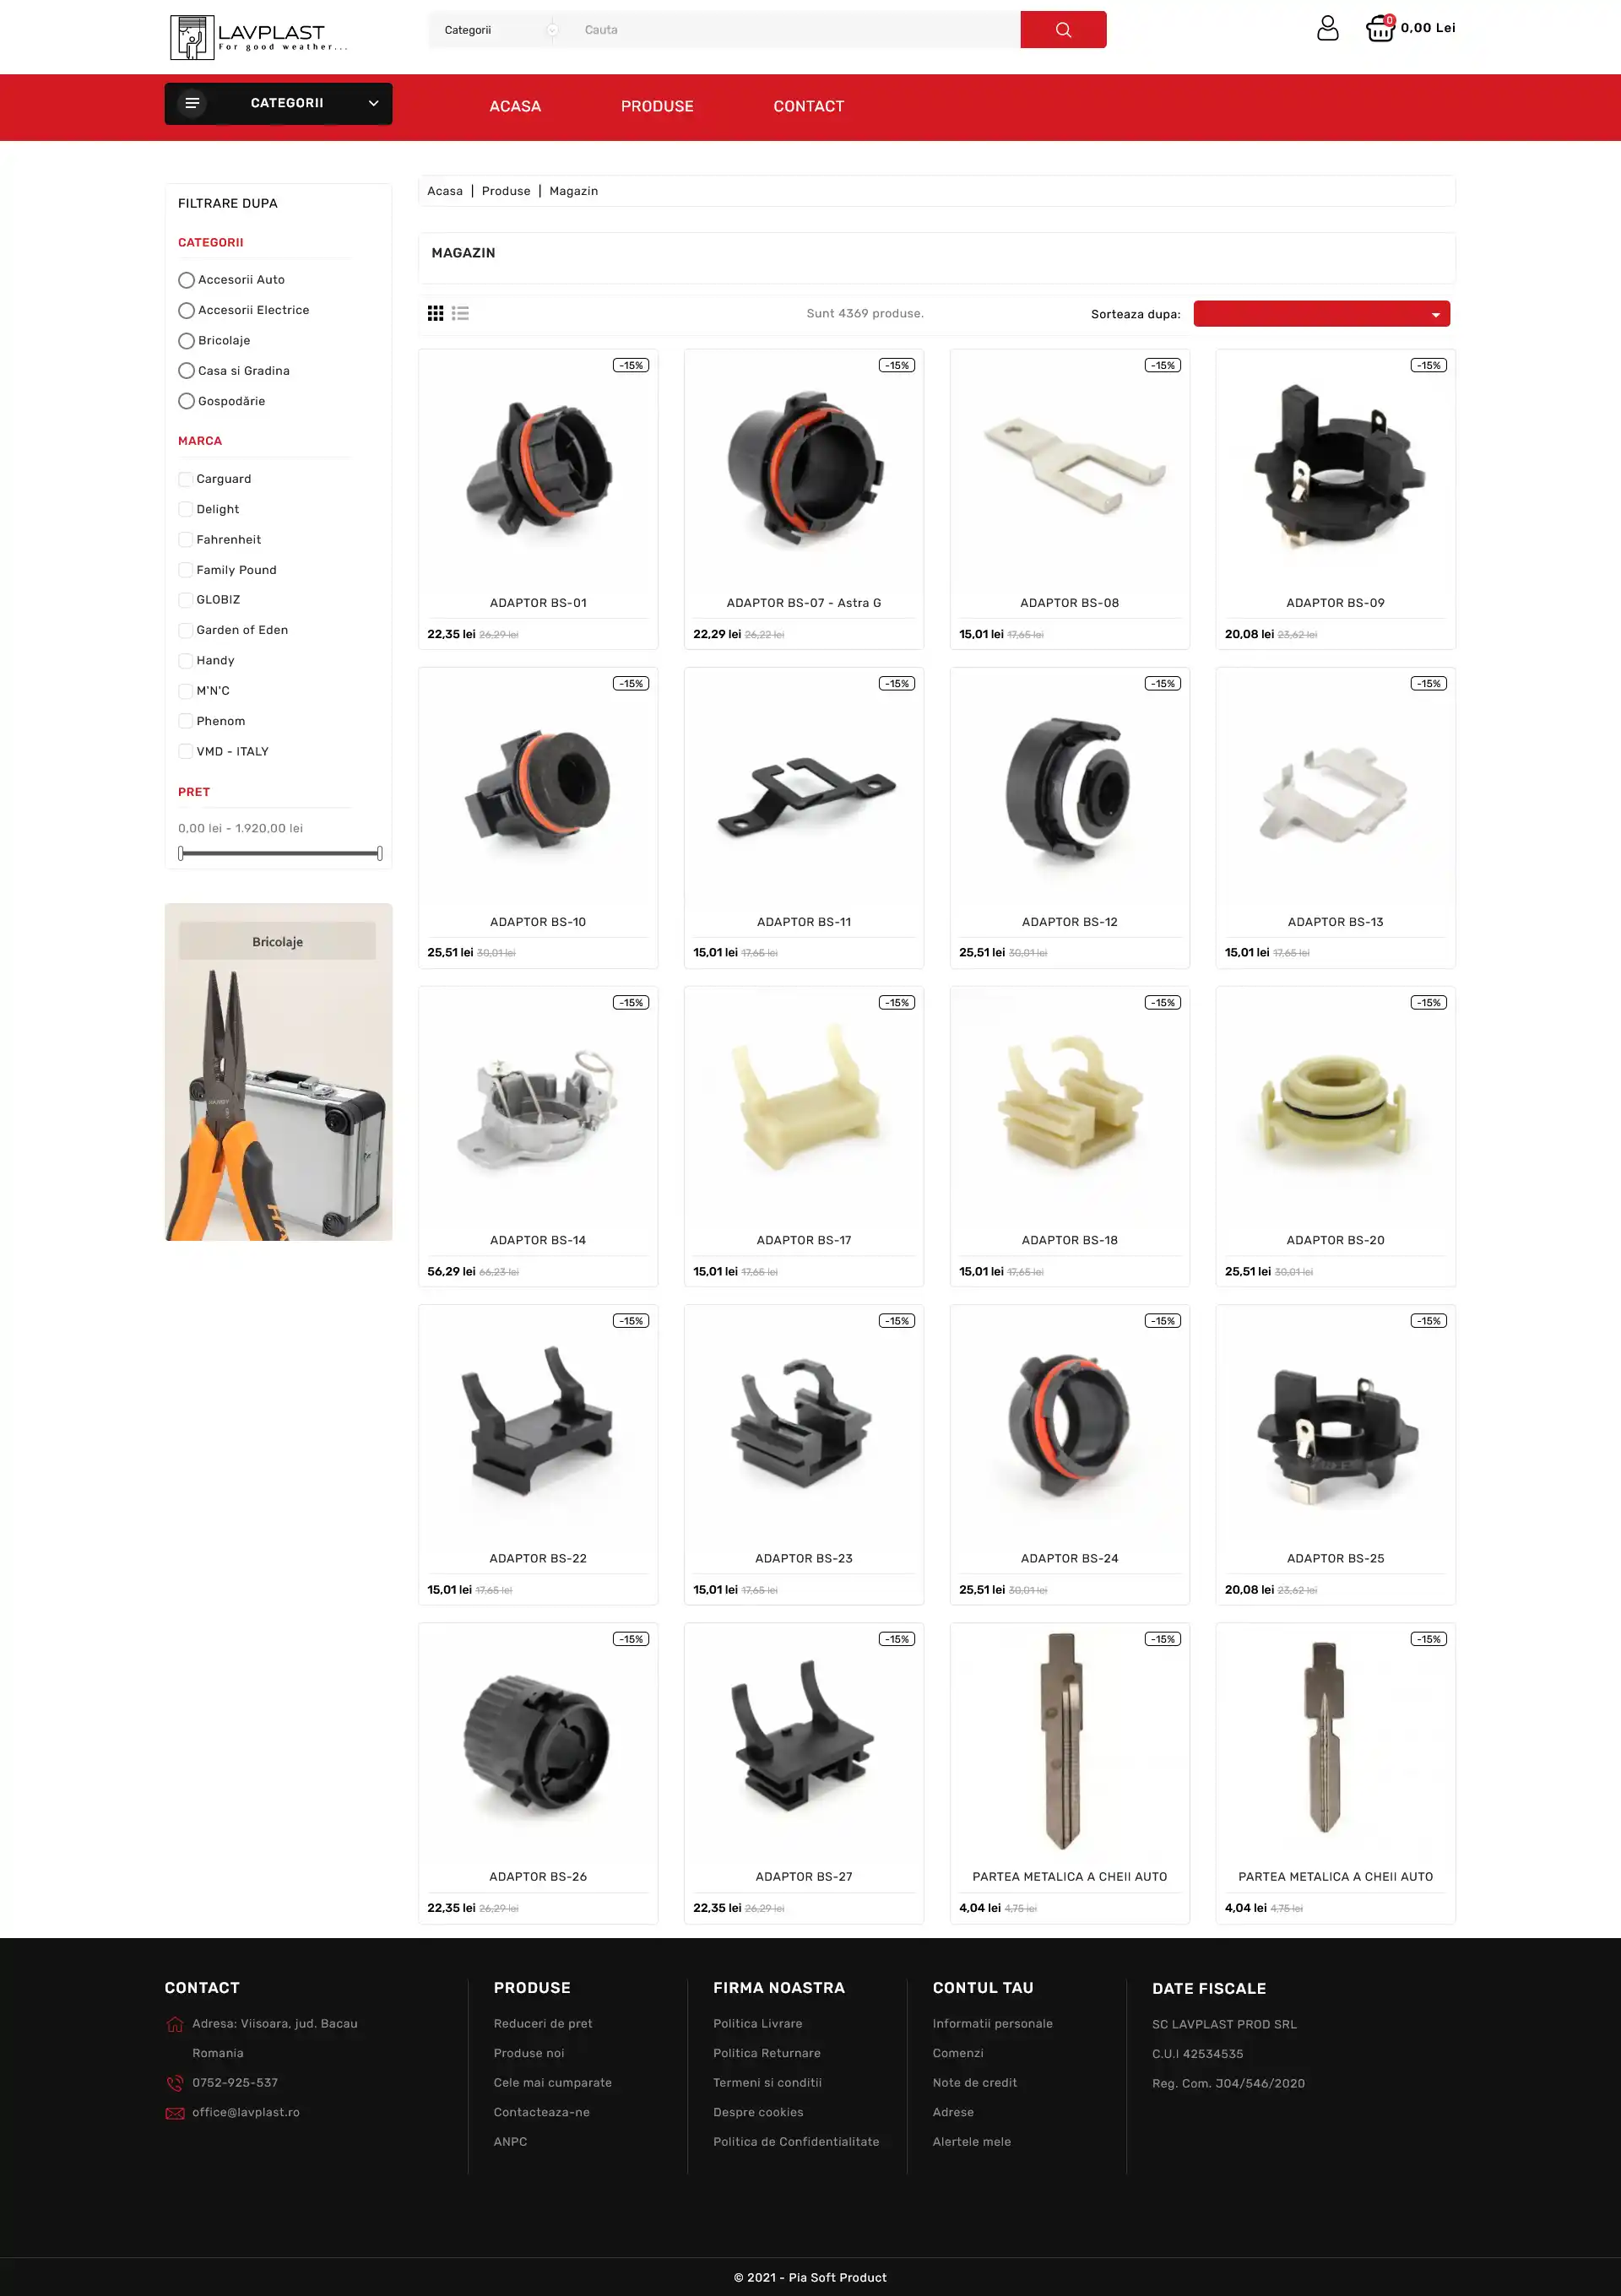 LAVPLAST
For good weather...
Categorii
Cauta
0
0,00 Lei
CATEGORII
ACASA
PRODUSE
CONTACT
FILTRARE DUPA
CATEGORII
Accesorii Auto
Accesorii Electrice
Bricolaje
Casa si Gradina
Gospodărie
MARCA
Carguard
Delight
Fahrenheit
Family Pound
GLOBIZ
Garden of Eden
Handy
M'N'C
Phenom
VMD - ITALY
PRET
0,00 lei - 1.920,00 lei
Bricolaje
Acasa | Produse | Magazin
MAGAZIN
Sunt 4369 produse.
Sorteaza dupa:
-15%
-15%
-15%
-15%
ADAPTOR BS-01
ADAPTOR BS-07 - Astra G
ADAPTOR BS-08
ADAPTOR BS-09
22,35 lei 26,29 lei
22,29 lei 26,22 lei
15,01 lei 17,65 lei
20,08 lei 23,62 lei
-15%
-15%
-15%
-15%
ADAPTOR BS-10
ADAPTOR BS-11
ADAPTOR BS-12
ADAPTOR BS-13
25,51 lei 30,01 lei
15,01 lei 17,65 lei
25,51 lei 30,01 lei
15,01 lei 17,65 lei
-15%
-15%
-15%
-15%
ADAPTOR BS-14
ADAPTOR BS-17
ADAPTOR BS-18
ADAPTOR BS-20
56,29 lei 66,23 lei
15,01 lei 17,65 lei
15,01 lei 17,65 lei
25,51 lei 30,01 lei
-15%
-15%
-15%
-15%
ADAPTOR BS-22
ADAPTOR BS-23
ADAPTOR BS-24
ADAPTOR BS-25
15,01 lei 17,65 lei
15,01 lei 17,65 lei
25,51 lei 30,01 lei
20,08 lei 23,62 lei
-15%
-15%
-15%
-15%
ADAPTOR BS-26
ADAPTOR BS-27
PARTEA METALICA A CHEII AUTO
PARTEA METALICA A CHEII AUTO
22,35 lei 26,29 lei
22,35 lei 26,29 lei
4,04 lei 4,75 lei
4,04 lei 4,75 lei
CONTACT
Adresa: Viisoara, jud. Bacau
Romania
0752-925-537
office@lavplast.ro
PRODUSE
Reduceri de pret
Produse noi
Cele mai cumparate
Contacteaza-ne
ANPC
FIRMA NOASTRA
Politica Livrare
Politica Returnare
Termeni si conditii
Despre cookies
Politica de Confidentialitate
CONTUL TAU
Informatii personale
Comenzi
Note de credit
Adrese
Alertele mele
DATE FISCALE
SC LAVPLAST PROD SRL
C.U.I 42534535
Reg. Com. J04/546/2020
© 2021 - Pia Soft Product